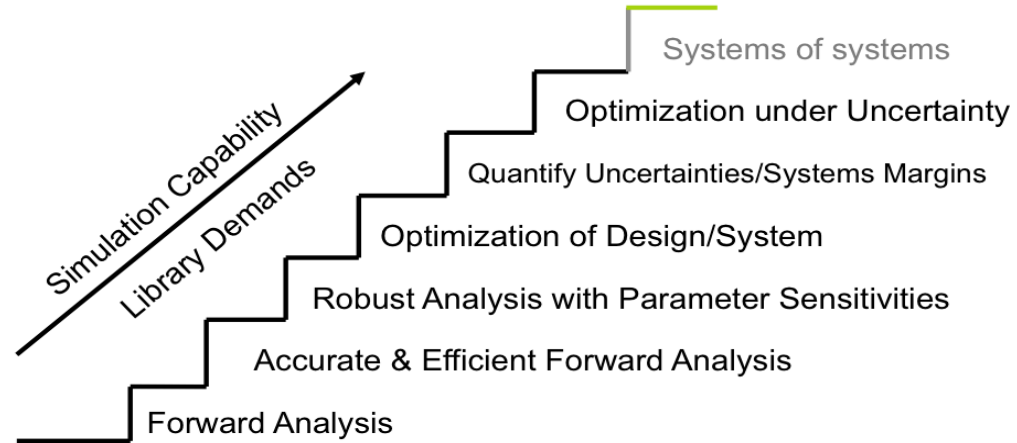 Systems of systems
Optimization under Uncertainty
Quantify Uncertainties/Systems Margins
Optimization of Design/System
Robust Analysis with Parameter Sensitivities
Accurate & Efficient Forward Analysis
Forward Analysis
Simulation Capability
Library Demands